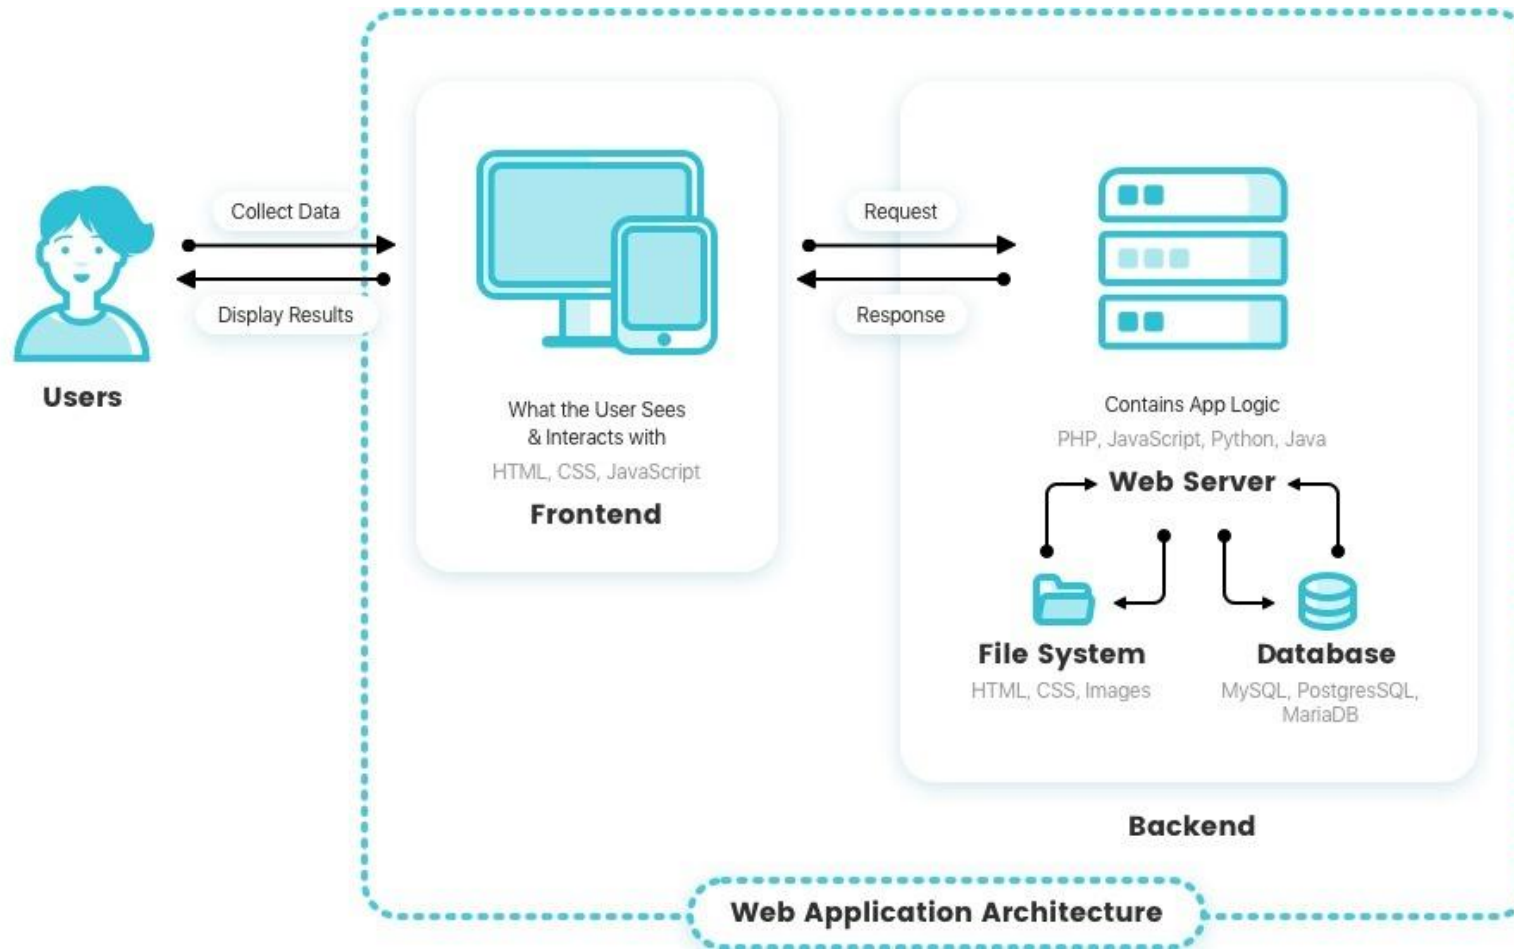 Users
Collect Data
Display Results
What the User Sees
& Interacts with
HTML, CSS, JavaScript
Frontend
Request
Response
Contains App Logic
PHP, JavaScript, Python, Java
Web Server
File System
HTML, CSS, Images
Database
MySQL, PostgresSQL,
MariaDB
Backend
Web Application Architecture